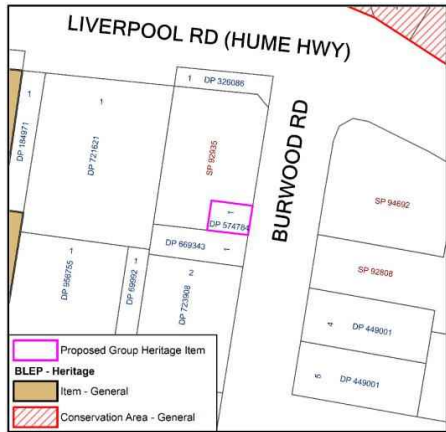 LIVERPOOL RD (HUME HWY)
BURWOOD RD
1 DP 326086
1
DP 184971
1
DP 721621
SP 92935
1
DP 574784
DP 669343 1
SP 94692
SP 92808
1
DP 958755
1
DP 69992
2
DP 723908
4 DP 449001
5 DP 449001
Proposed Group Heritage Item
BLEP - Heritage
Item - General
Conservation Area - General